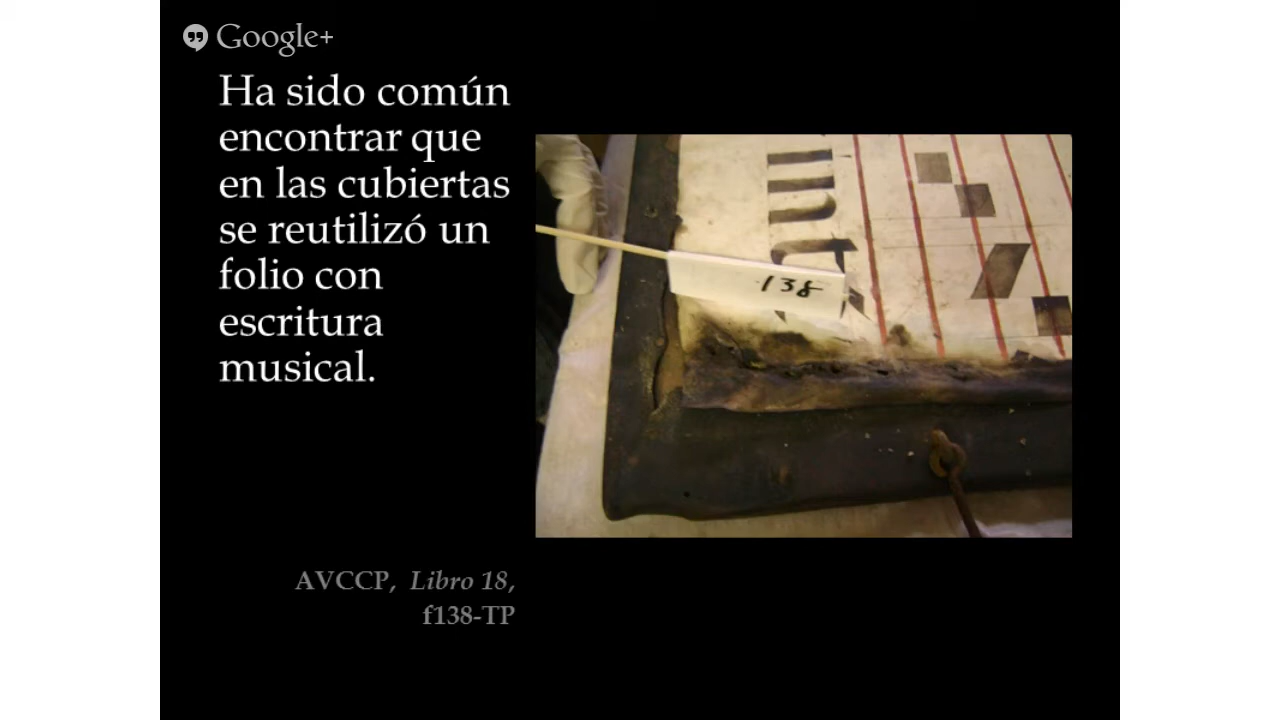 Google+
Ha sido común
encontrar que
en las cubiertas
se reutilizó un
folio con
escritura
musical.
138
AVCCP, Libro 18,
f138-TP